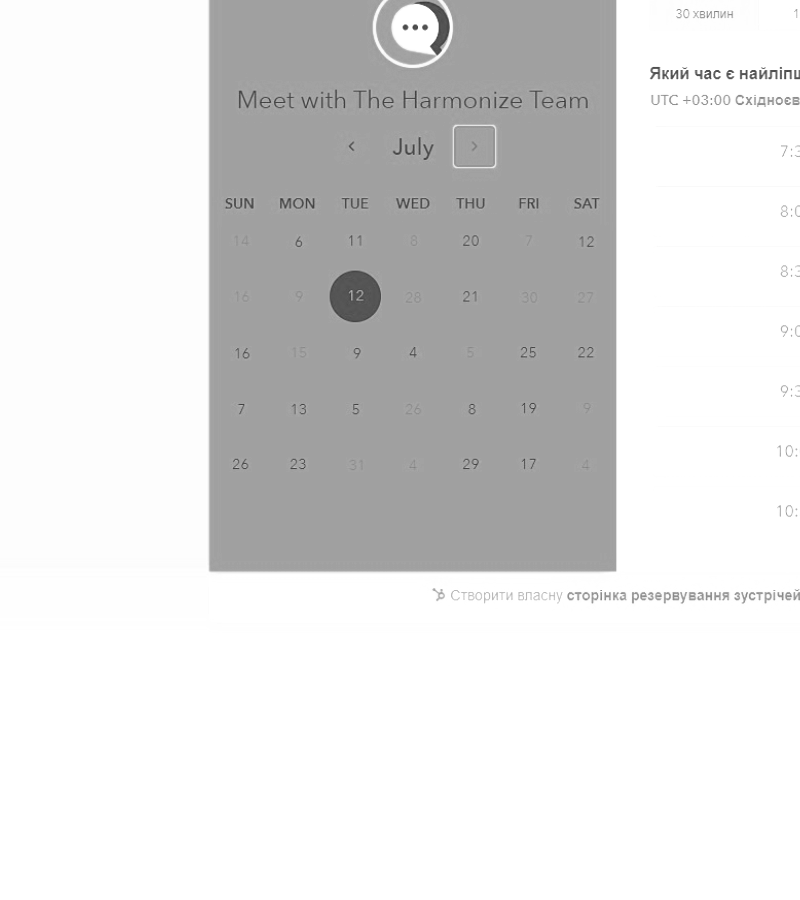 30 хвилин
Meet with The Harmonize Team
July
SUN MON TUE WED THU FRI SAT
14 6 11 8 20 7 12
16 9 12 28 21 30 27
16 15 9 4 5 25 22
7 13 5 26 8 19 9
26 23 31 4 29 17 4
Який час є
UTC +03:00
7:3
8:0
8:3
9:0
9:3
10:
10:
Створити власну сторінка резервування зустрічей